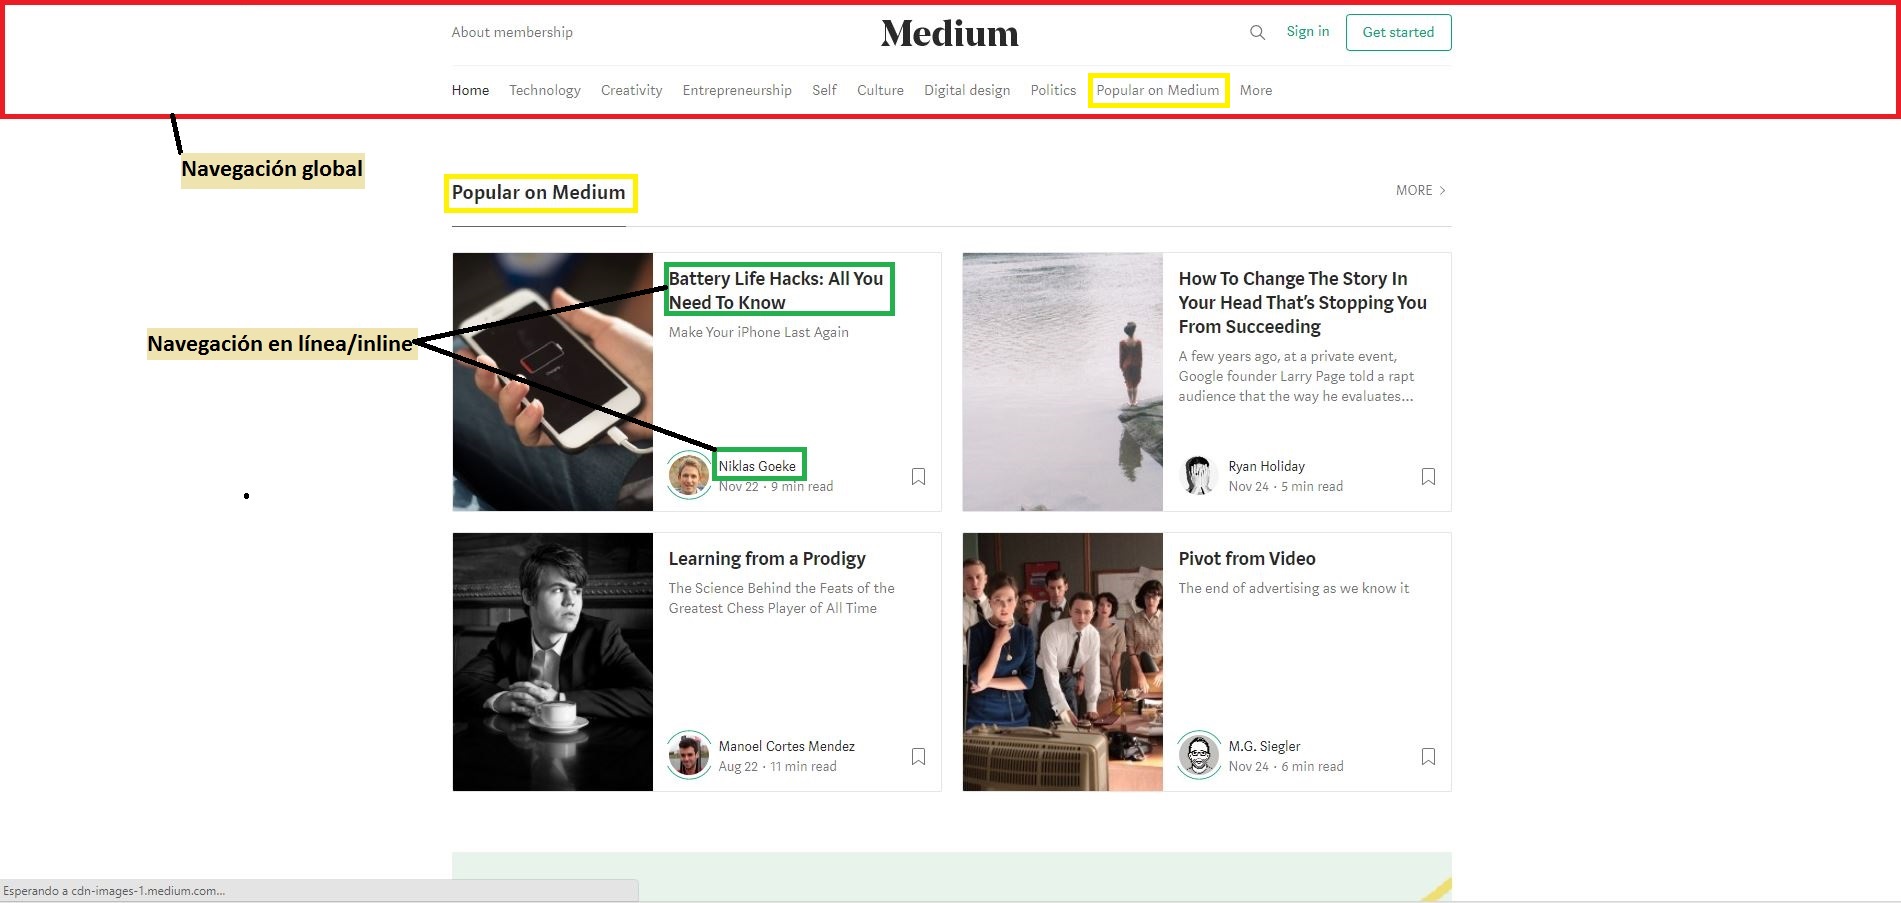 About membership
Medium
Sign in
Get started
Home Technology Creativity Entrepreneurship Self Culture Digital design Politics Popular on Medium More
Navegación global
Popular on Medium
MORE
Navegación en línea/inline
Battery Life Hacks: All You
Need To Know
Make Your iPhone Last Again
Niklas Goeke
Nov 22 · 9 min read
How To Change The Story In
Your Head That’s Stopping You
From Succeeding
A few years ago, at a private event,
Google founder Larry Page told a rapt
audience that the way he evaluates...
Ryan Holiday
Nov 24 · 5 min read
Learning from a Prodigy
The Science Behind the Feats of the
Greatest Chess Player of All Time
Manoel Cortes Mendez
Aug 22 · 11 min read
Pivot from Video
The end of advertising as we know it
M.G. Siegler
Nov 24 · 6 min read
Esperando a cdn-images-1.medium.com...